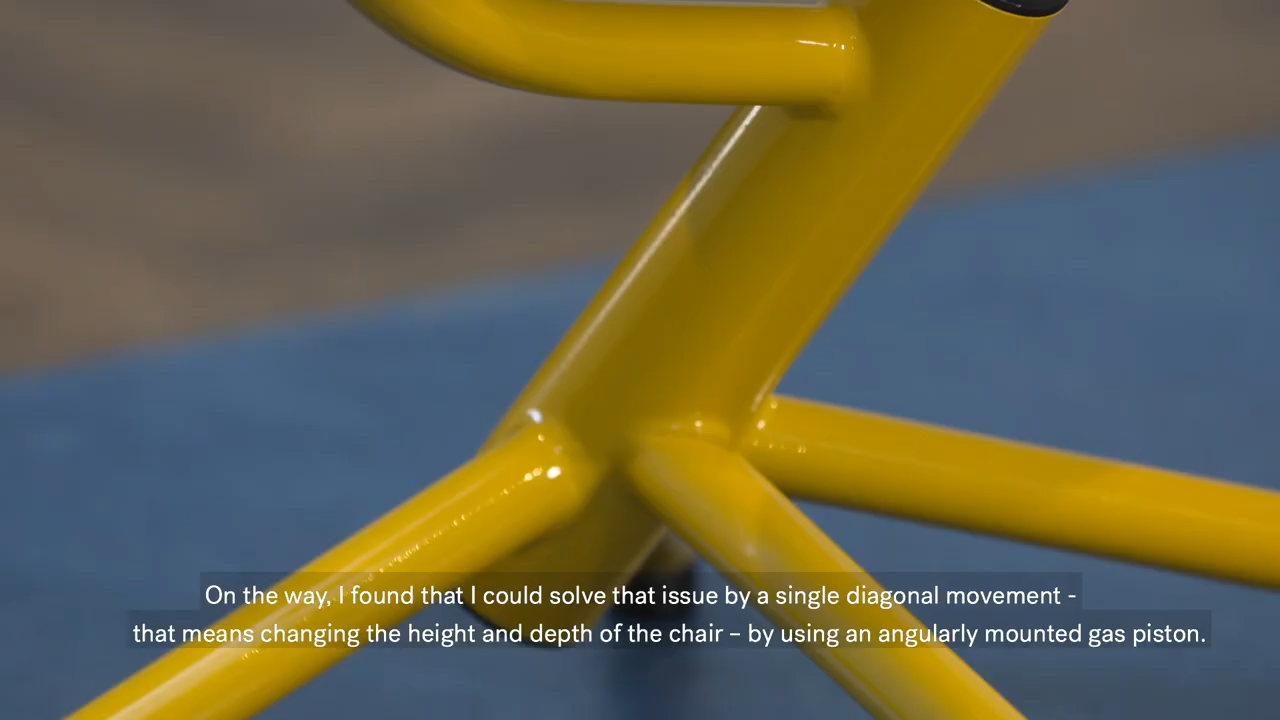 On the way, I found that I could solve that issue by a single diagonal movement -
that means changing the height and depth of the chair – by using an angularly mounted gas piston.